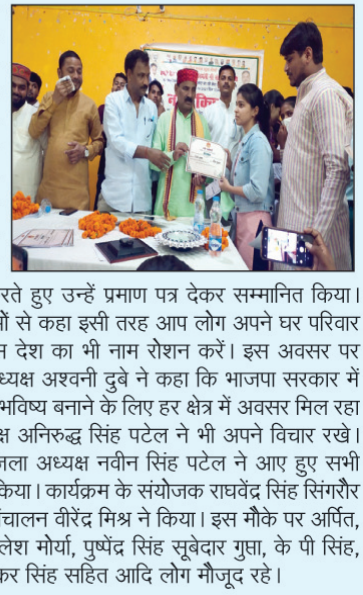 रते हुए उन्हें प्रमाण पत्र देकर सम्मानित किया।
ों से कहा इसी तरह आप लोग अपने घर परिवार
देश का भी नाम रोशन करें। इस अवसर पर
ध्यक्ष अश्वनी दुबे ने कहा कि भाजपा सरकार में
भविष्य बनाने के लिए हर क्षेत्र में अवसर मिल रहा
क्ष अनिरुद्ध सिंह पटेल ने भी अपने विचार रखे।
जला अध्यक्ष नवीन सिंह पटेल ने आए हुए सभी
किया। कार्यक्रम के संयोजक राघवेंद्र सिंह सिंगरौर
ंचालन वीरेंद्र मिश्र ने किया। इस मौके पर अर्पित,
लेश मोर्या, पुष्पेंद्र सिंह सूबेदार गुप्ता, के पी सिंह,
कर सिंह सहित आदि लोग मौजूद रहे।